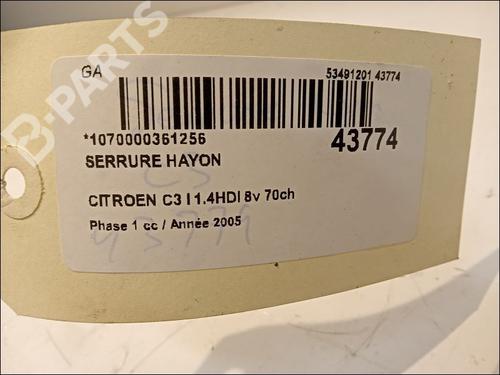 B-PARTS
GA
53491201 43774
*1070000361256
43774
SERRURE HAYON
CITROEN C3 I 1.4HDI 8v 70ch
Phase 1 cc / Année 2005